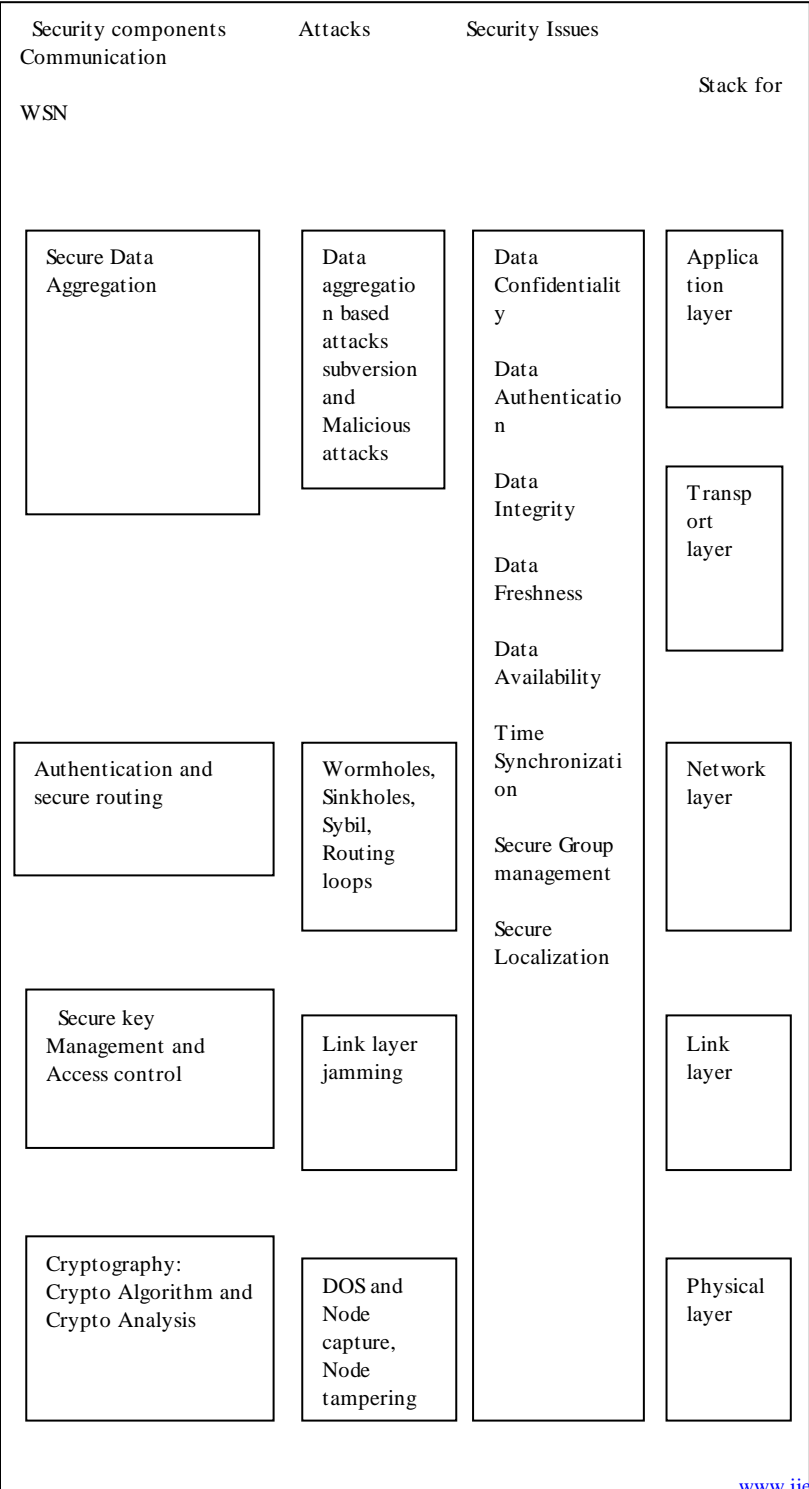 Security components Attacks Security Issues
Communication
Stack for
WSN
Secure Data
Aggregation
Data
aggregatio
n based
attacks
subversion
and
Malicious
attacks
Data
Confidentialit
y
Data
Authenticatio
n
Data
Integrity
Data
Freshness
Data
Availability
Time
Synchronizati
on
Secure Group
management
Secure
Localization
Applica
tion
layer
Transp
ort
layer
Authentication and
secure routing
Wormholes,
Sinkholes,
Sybil,
Routing
loops
Network
layer
Secure key
Management and
Access control
Link layer
jamming
Link
layer
Cryptography:
Crypto Algorithm and
Crypto Analysis
DOS and
Node
capture,
Node
tampering
Physical
layer